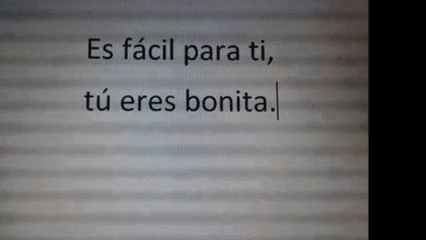 Es fácil para ti,
tú eres bonita.